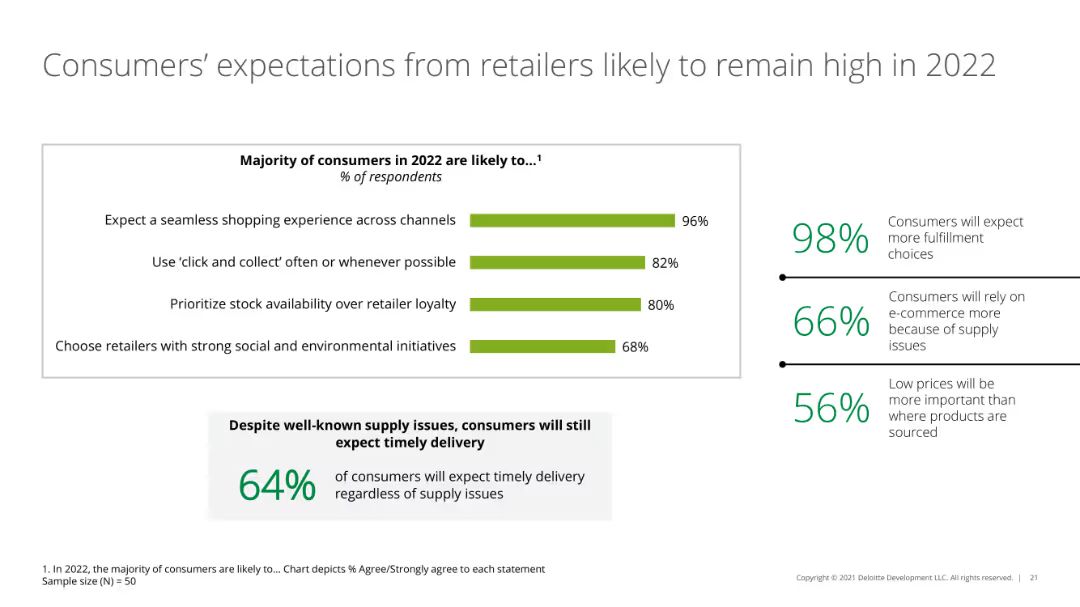 Consumers’ expectations from retailers likely to remain high in 2022
Majority of consumers in 2022 are likely to…¹
% of respondents
Expect a seamless shopping experience across channels 96%
Use ‘click and collect’ often or whenever possible 82%
Prioritize stock availability over retailer loyalty 80%
Choose retailers with strong social and environmental initiatives 68%
Despite well-known supply issues, consumers will still
expect timely delivery
64%
of consumers will expect timely delivery
regardless of supply issues
98%
Consumers will expect
more fulfillment
choices
66%
Consumers will rely on
e-commerce more
because of supply
issues
56%
Low prices will be
more important than
where products are
sourced
1. In 2022, the majority of consumers are likely to… Chart depicts % Agree/Strongly agree to each statement
Sample size (N) = 50
Copyright © 2021 Deloitte Development LLC. All rights reserved. | 21